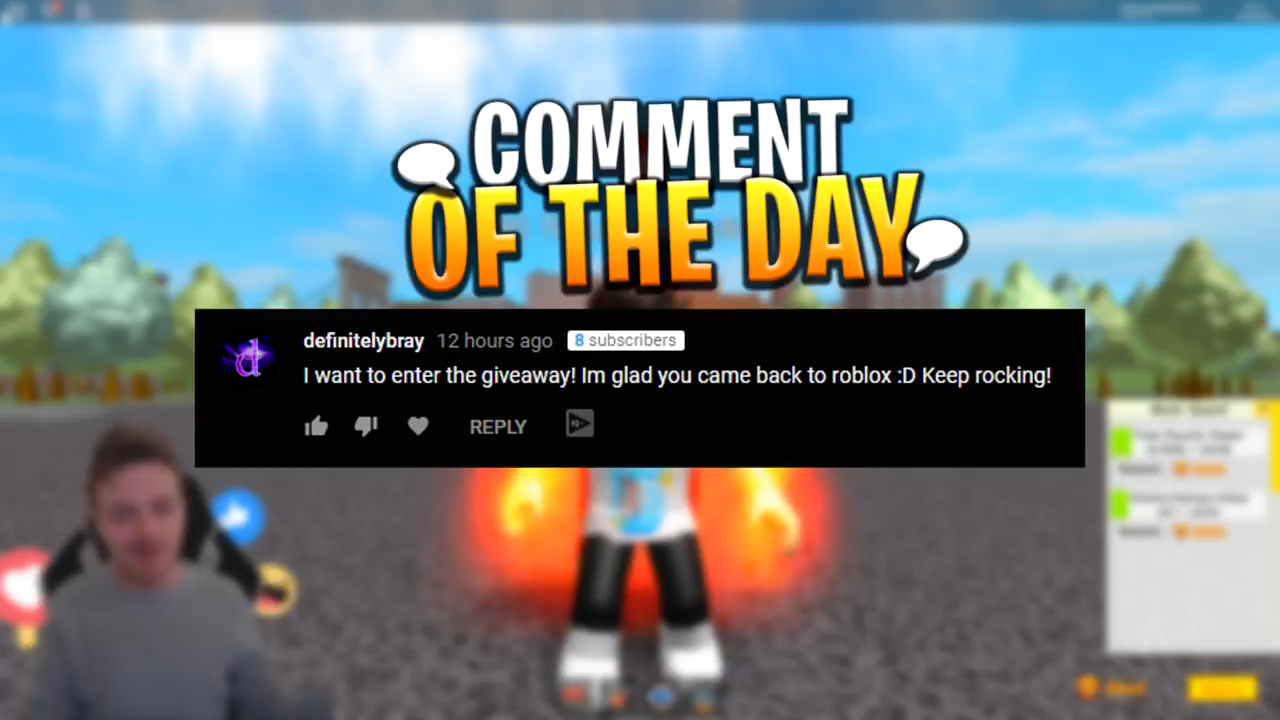 COMMENT
OF THE DAY
definitelybray 12 hours ago 8 subscribers
I want to enter the giveaway! Im glad you came back to roblox :D Keep rocking!
REPLY